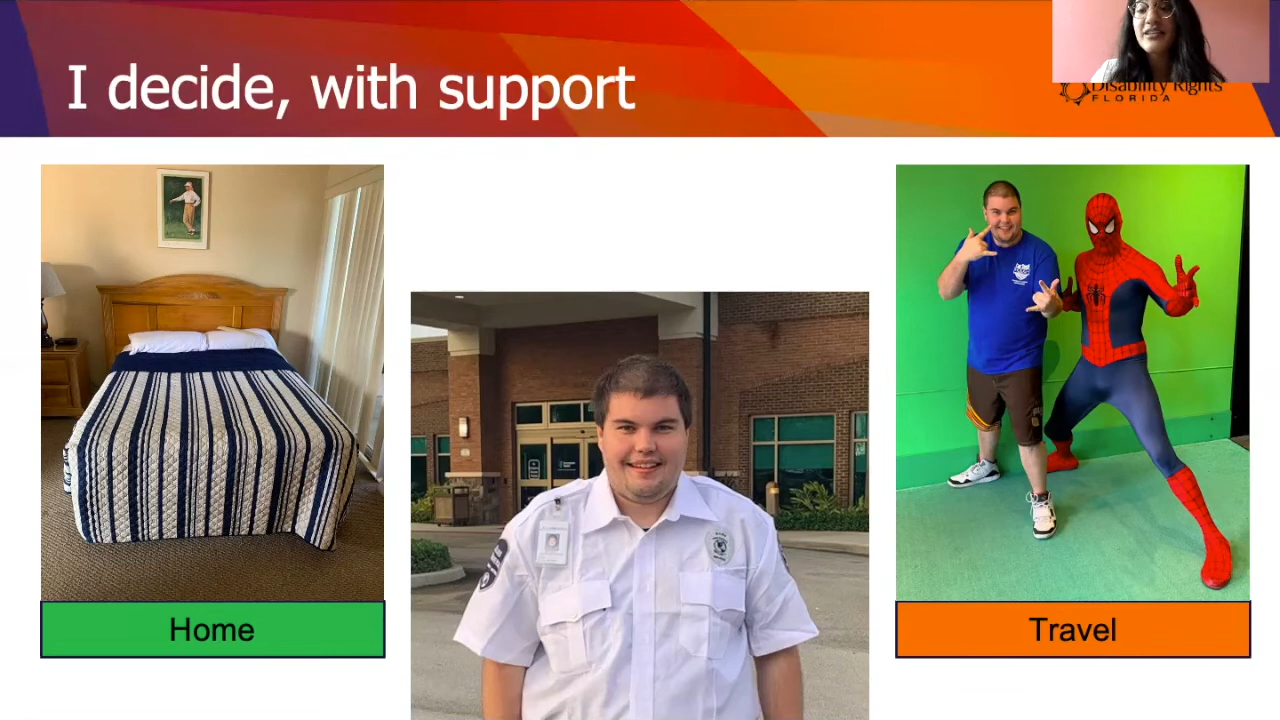 I decide, with support
Disability Rights
FLORIDA
Home
Travel